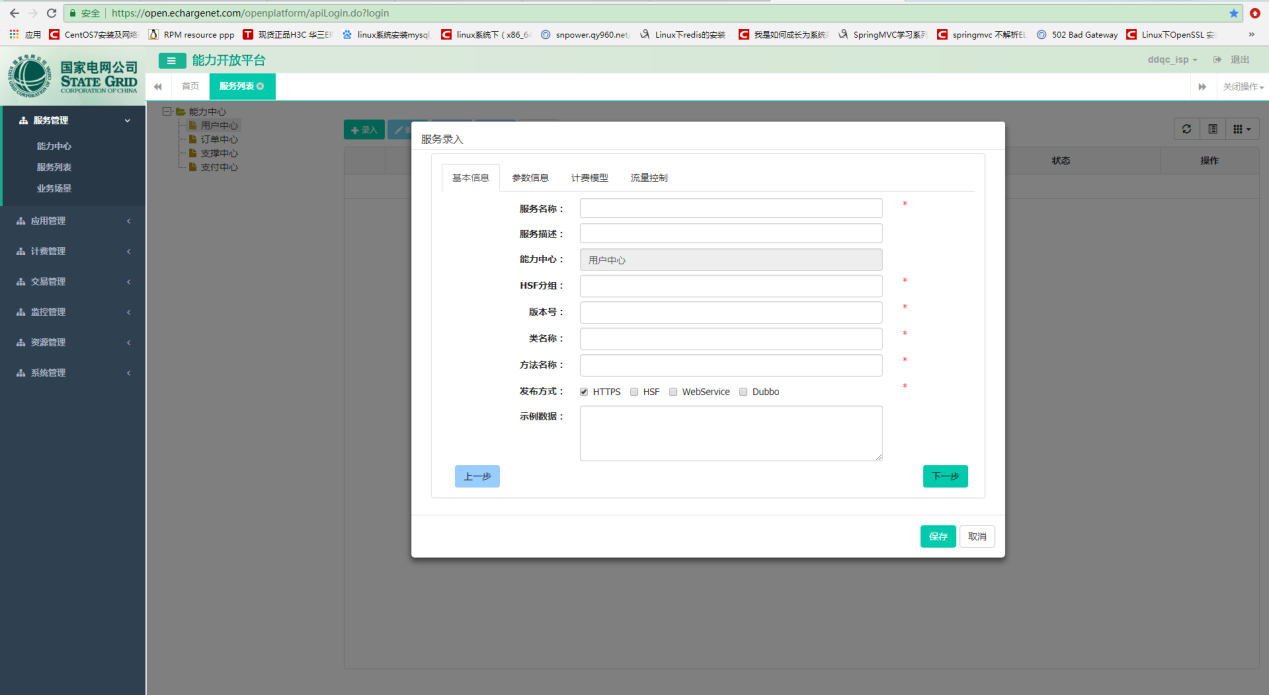 安全 https://open.echargenet.com/openplatform/apiLogin.do?login
应用 CentOS7安装及网络 RPM resource ppp 现货正品H3C 华三ER linux系统安装mysql linux系统下（x86_64 snpower.qy960.net/ Linux下redis的安装 我是如何成长为系统 SpringMVC学习系列 springmvc 不解析EL 502 Bad Gateway Linux下OpenSSL 安 »
国家电网公司
STATE GRID
CORPORATION OF CHINA
能力开放平台
ddqc_isp
退出
首页
服务列表
关闭操作
服务管理
能力中心
服务列表
业务场景
应用管理
计费管理
交易管理
监控管理
资源管理
系统管理
能力中心
用户中心
订单中心
支撑中心
支付中心
录入
状态
操作
服务录入
基本信息 参数信息 计费模型 流量控制
服务名称： *
服务描述：
能力中心： 用户中心
HSF分组： *
版本号： *
类名称： *
方法名称： *
发布方式： HTTPS HSF WebService Dubbo *
示例数据：
上一步 下一步
保存 取消